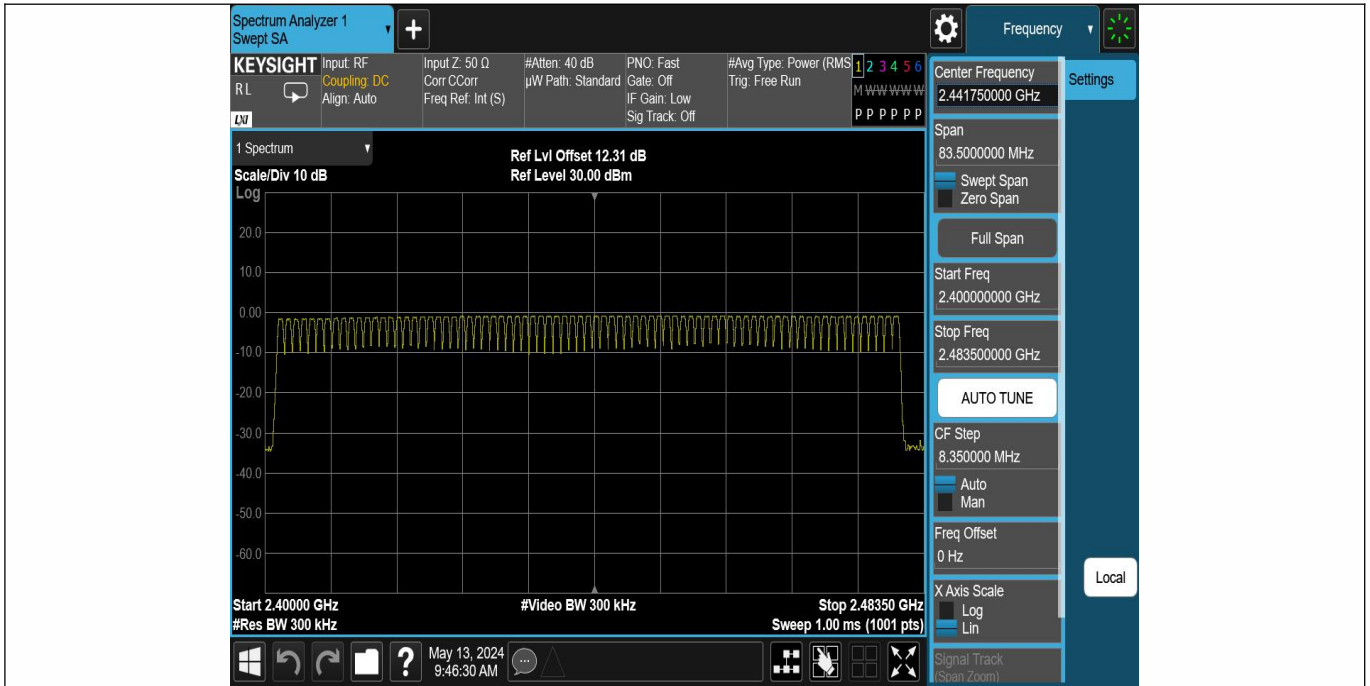 Spectrum Analyzer 1
Swept SA
+
Frequency
KEYSIGHT
RL
LXI
Input: RF
Coupling: DC
Align: Auto
Input Z: 50 Ω
Corr CCorr
Freq Ref: Int (S)
#Atten: 40 dB
µW Path: Standard
PNO: Fast
Gate: Off
IF Gain: Low
Sig Track: Off
#Avg Type: Power (RMS
Trig: Free Run
1 2 3 4 5 6
M W W W W W
P P P P P P
1 Spectrum
Scale/Div 10 dB
Ref Lvl Offset 12.31 dB
Ref Level 30.00 dBm
Log
20.0
10.0
0.00
-10.0
-20.0
-30.0
-40.0
-50.0
-60.0
Start 2.40000 GHz
#Res BW 300 kHz
#Video BW 300 kHz
Stop 2.48350 GHz
Sweep 1.00 ms (1001 pts)
Center Frequency
2.441750000 GHz
Settings
Span
83.5000000 MHz
Swept Span
Zero Span
Full Span
Start Freq
2.400000000 GHz
Stop Freq
2.483500000 GHz
AUTO TUNE
CF Step
8.350000 MHz
Auto
Man
Freq Offset
0 Hz
X Axis Scale
Log
Lin
Signal Track
(Span Zoom)
Local
?
May 13, 2024
9:46:30 AM